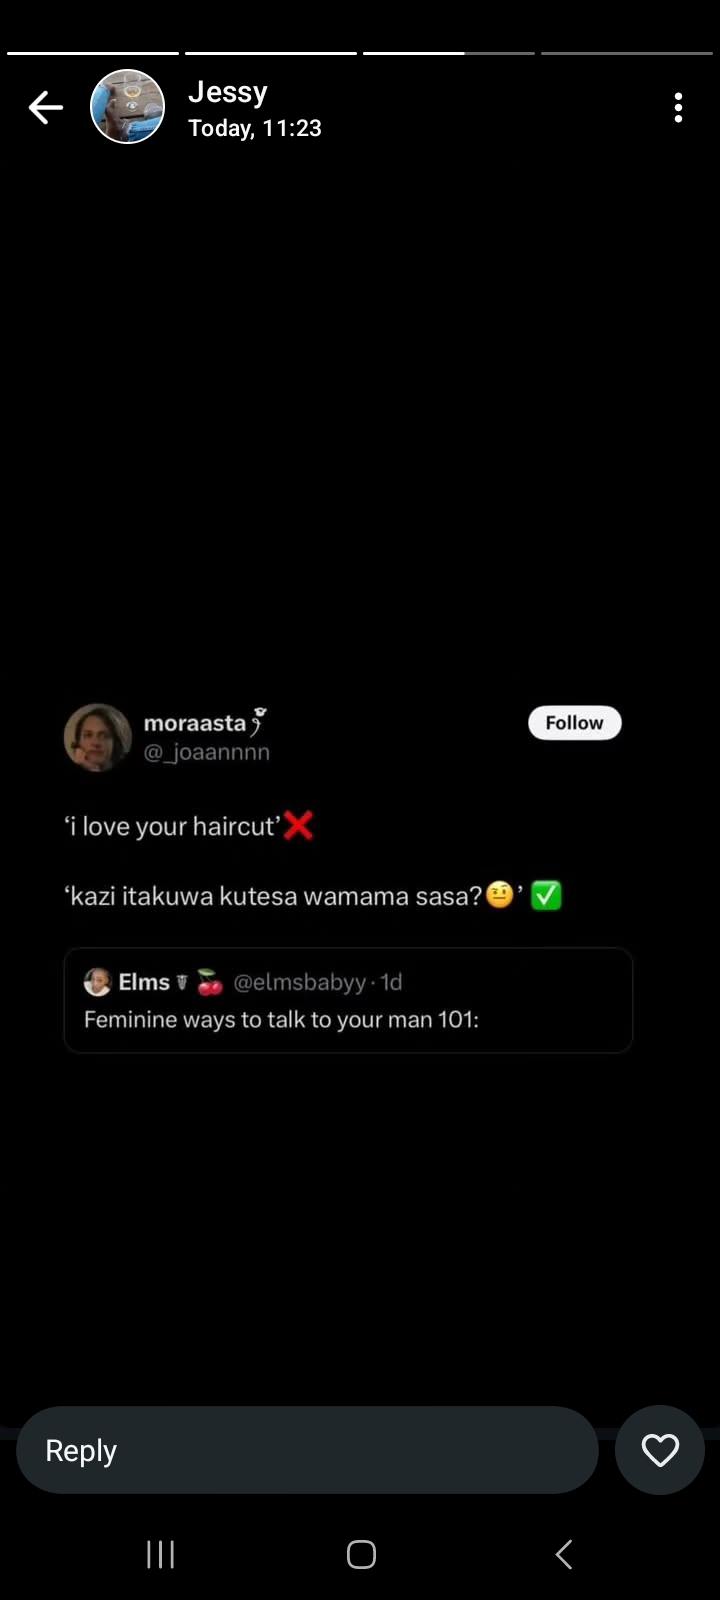 Jessy
Today, 11:23
moraasta
@_joaannnn
Follow
‘i love your haircut’❌
‘kazi itakuwa kutesa wamama sasa?🤨’ ✅
Elms 🍒 @elmsbabyy · 1d
Feminine ways to talk to your man 101:
Reply